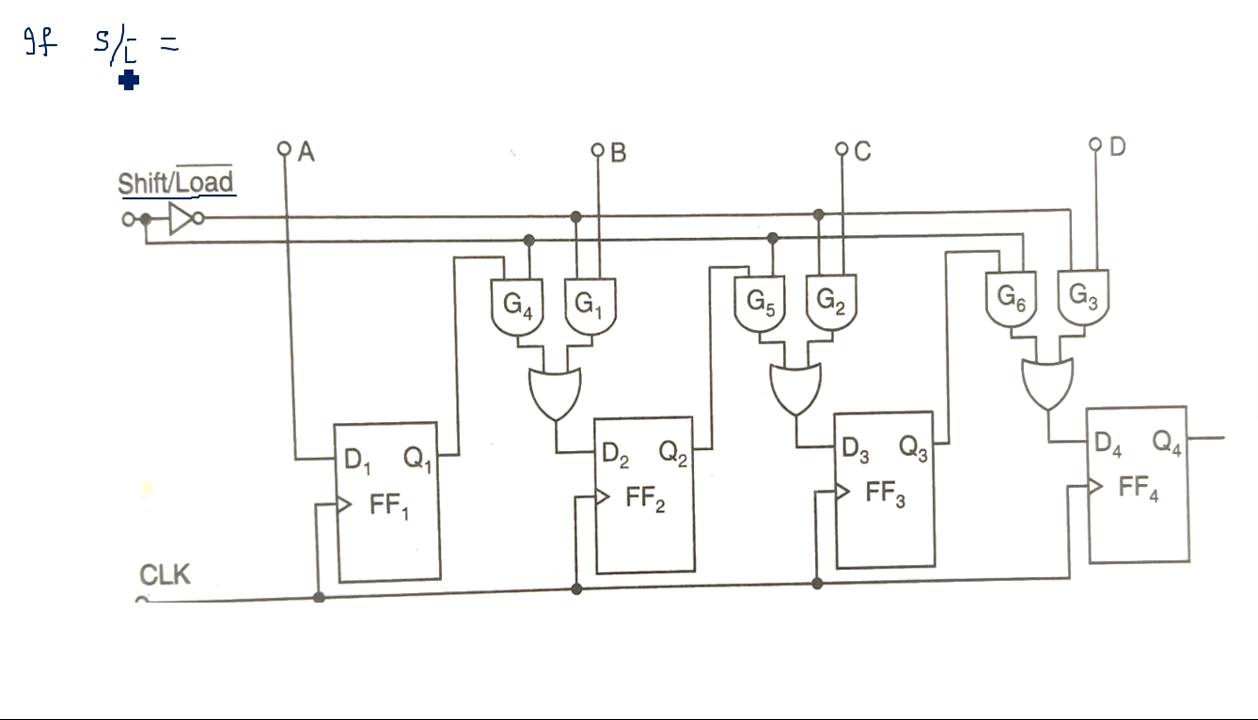 If S/L̅ =
A B C D
Shift/L̅o̅a̅d̅
G₄ G₁ G₅ G₂ G₆ G₃
D₁ Q₁ D₂ Q₂ D₃ Q₃ D₄ Q₄
FF₁ FF₂ FF₃ FF₄
CLK